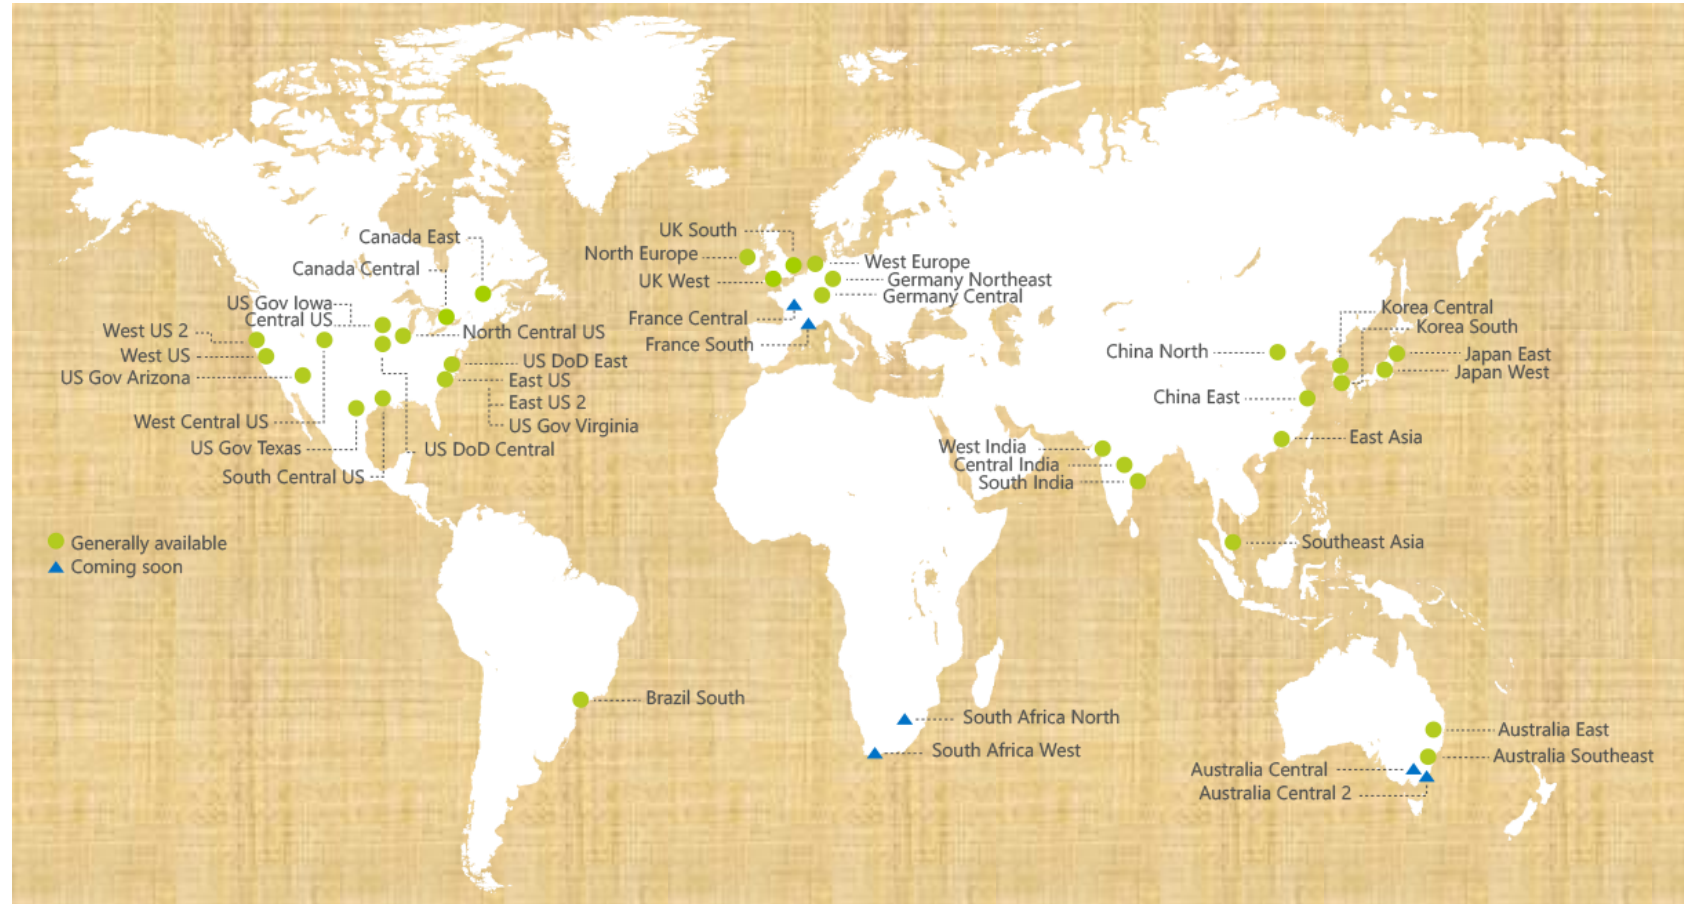 Canada East
Canada Central
US Gov Iowa
Central US
West US 2
West US
US Gov Arizona
West Central US
US Gov Texas
South Central US
North Central US
US DoD East
East US
East US 2
US Gov Virginia
US DoD Central
Generally available
Coming soon
Brazil South
UK South
North Europe
UK West
France Central
France South
West Europe
Germany Northeast
Germany Central
South Africa North
South Africa West
West India
Central India
South India
China North
China East
Korea Central
Korea South
Japan East
Japan West
East Asia
Southeast Asia
Australia East
Australia Southeast
Australia Central
Australia Central 2